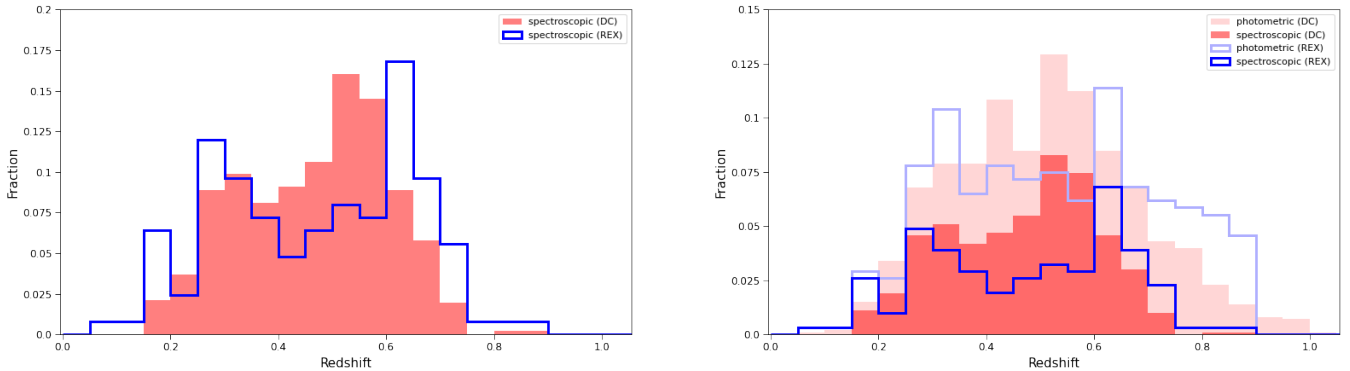 0.2
0.175
0.15
0.125
0.1
0.075
0.05
0.025
0.0
Fraction
0.0 0.2 0.4 0.6 0.8 1.0
Redshift
spectroscopic (DC)
spectroscopic (REX)
0.15
0.125
0.1
0.075
0.05
0.025
0.0
Fraction
0.0 0.2 0.4 0.6 0.8 1.0
Redshift
photometric (DC)
spectroscopic (DC)
photometric (REX)
spectroscopic (REX)